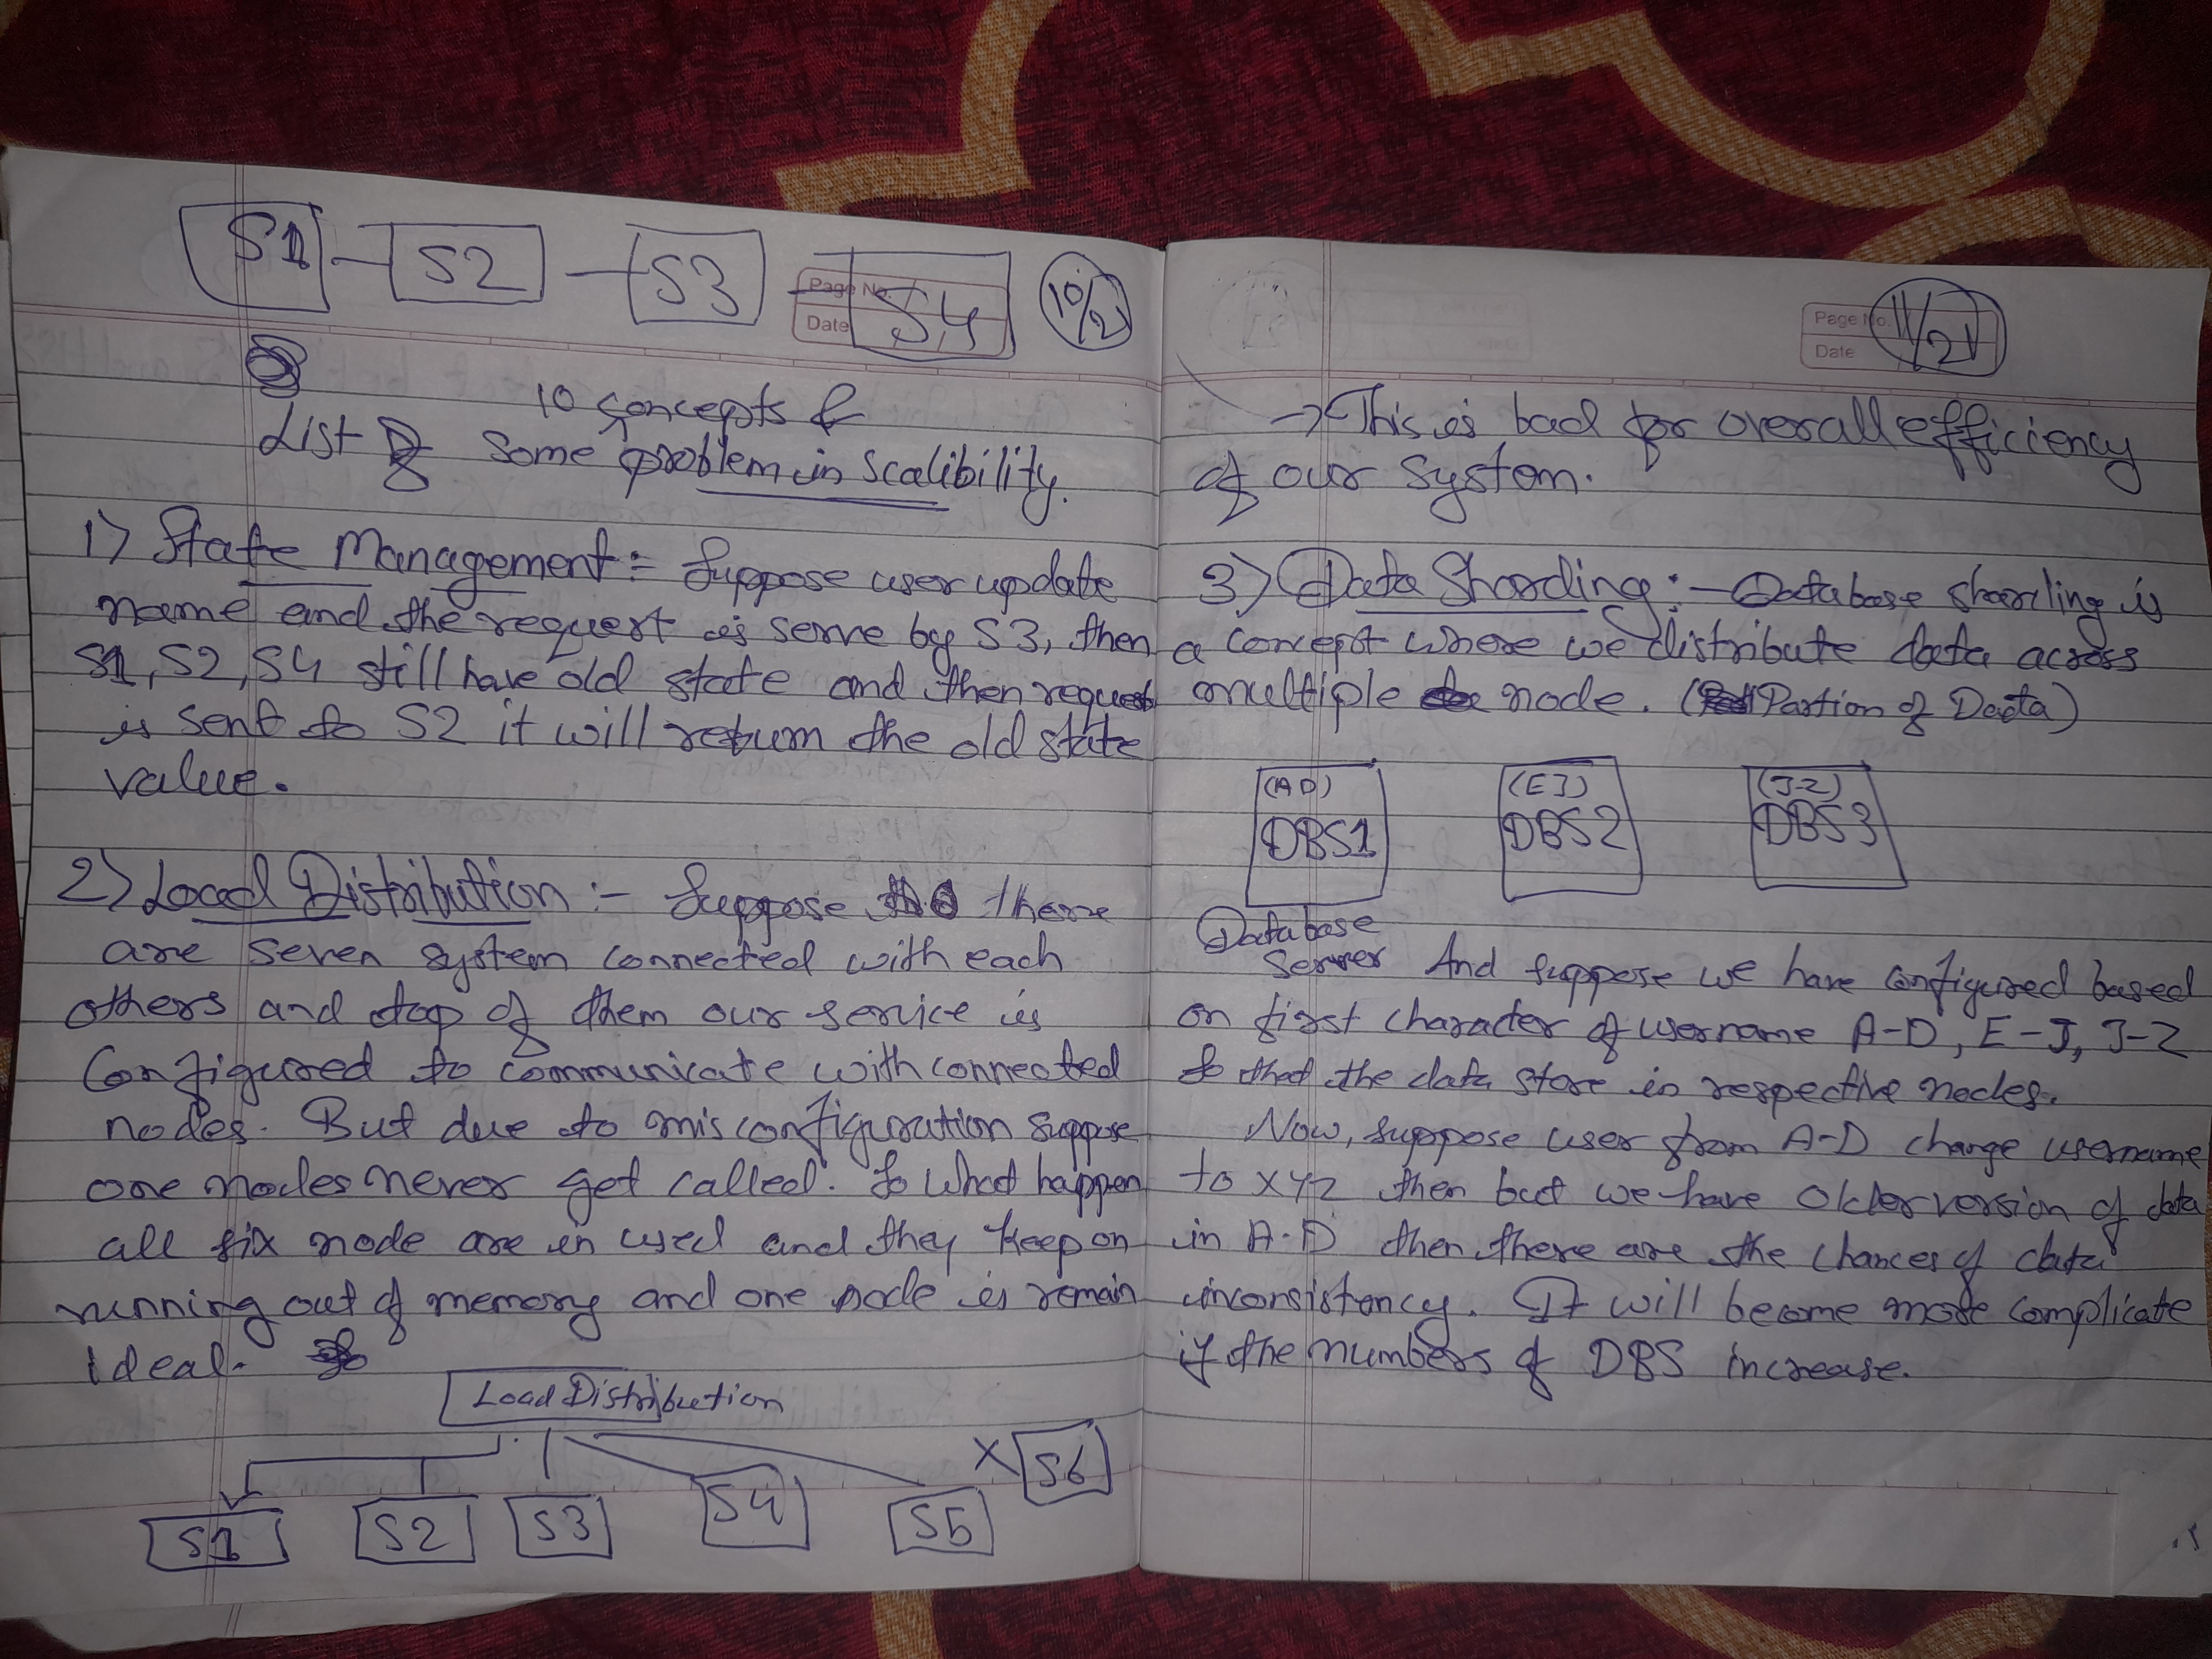 S1 S2 S3 S4
Page No.
Date
10/21
10 concepts &
List Some problem in scalibility.
1) State Management :- Suppose user update
name and the request is serve by S3, then
S1, S2, S4 still have old state and then request
is sent to S2 it will return the old state
value.
2) Load Distribution :- Suppose there
are seven system connected with each
others and top of them our service is
Configured to communicate with connected
nodes. But due to misconfiguration suppose
one nodes never got called. So what happen
all six node are in used and they keep on
running out of memory and one node is remain
ideal.
Load Distribution
S1 S2 S3 S4 S5 X S6
Page No.
Date
11/21
→ This is bad for overall efficiency
of our System.
3) Data Sharding :- Database sharding is
a concept where we distribute data across
multiple node. (Partion of Data)
(AD) (EJ) (J-Z)
DBS1 DBS2 DBS3
Database
Server
And suppose we have configured based
on first character of username A-D, E-J, J-Z
So that the data store in respective nodes.
Now, suppose user from A-D change username
to XYZ then but we have older version of data
in A-D then there are the chances of data
inconsistancy. It will become more complicate
if the numbers of DBS increase.